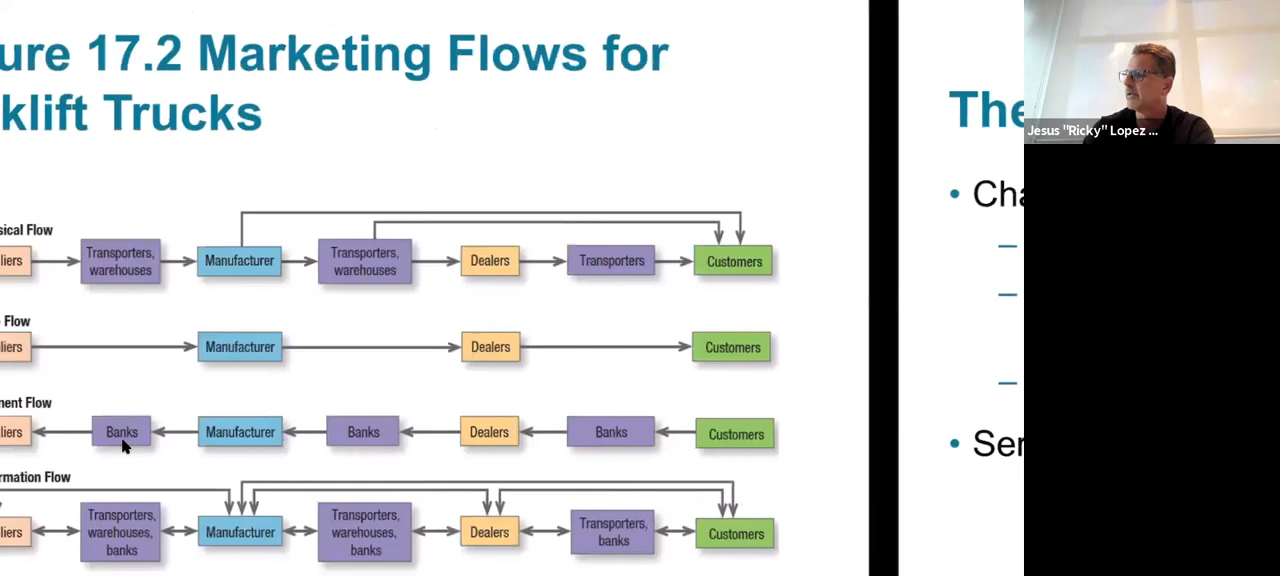 ure 17.2 Marketing Flows for
klift Trucks
sical Flow
liers
Transporters,
warehouses
Manufacturer
Transporters,
warehouses
Dealers
Transporters
Customers
Flow
liers
Manufacturer
Dealers
Customers
ment Flow
liers
Banks
Manufacturer
Banks
Dealers
Banks
Customers
rmation Flow
liers
Transporters,
warehouses,
banks
Manufacturer
Transporters,
warehouses,
banks
Dealers
Transporters,
banks
Customers
The
• Cha
–
–
–
• Ser
Jesus "Ricky" Lopez ...